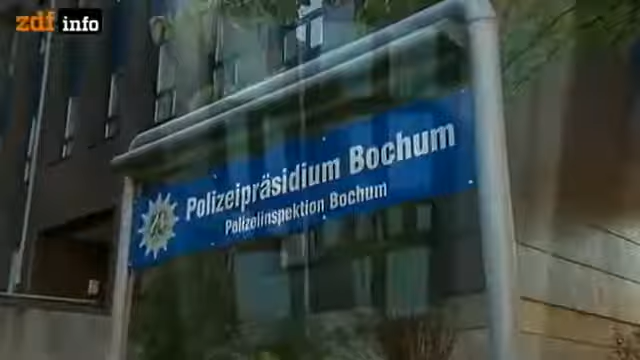 zdf info
Polizeipräsidium Bochum
Polizeiinspektion Bochum